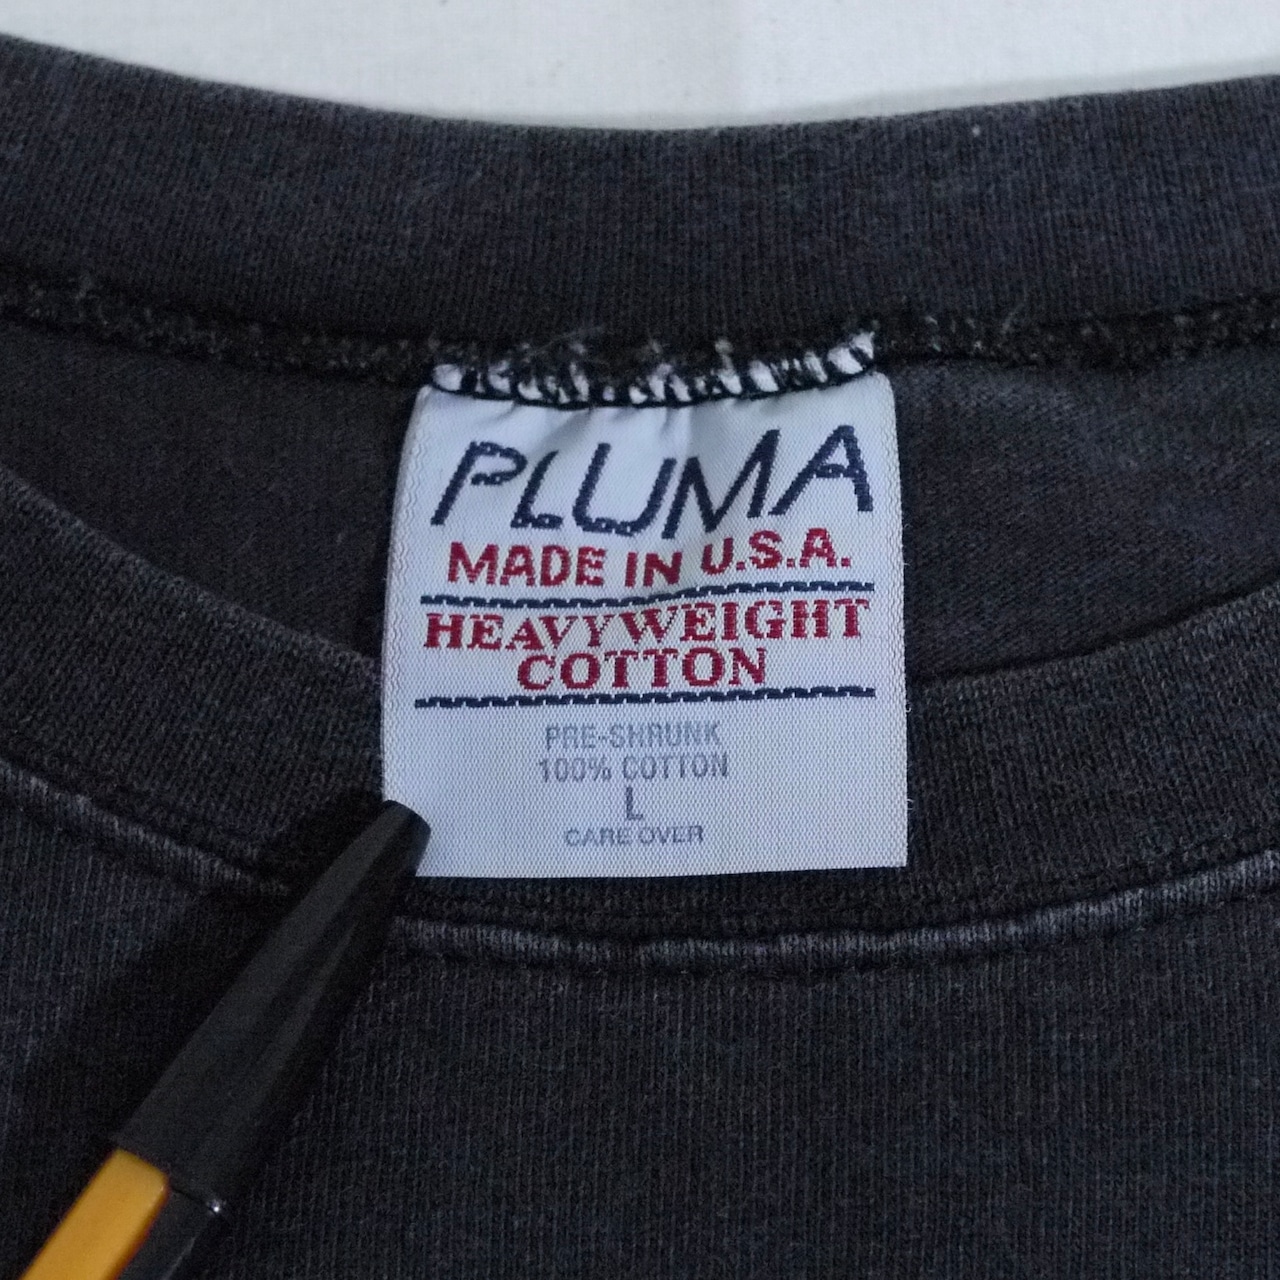 PLUMA
MADE IN U.S.A.
HEAVYWEIGHT
COTTON
PRE-SHRUNK
100% COTTON
L
CARE OVER